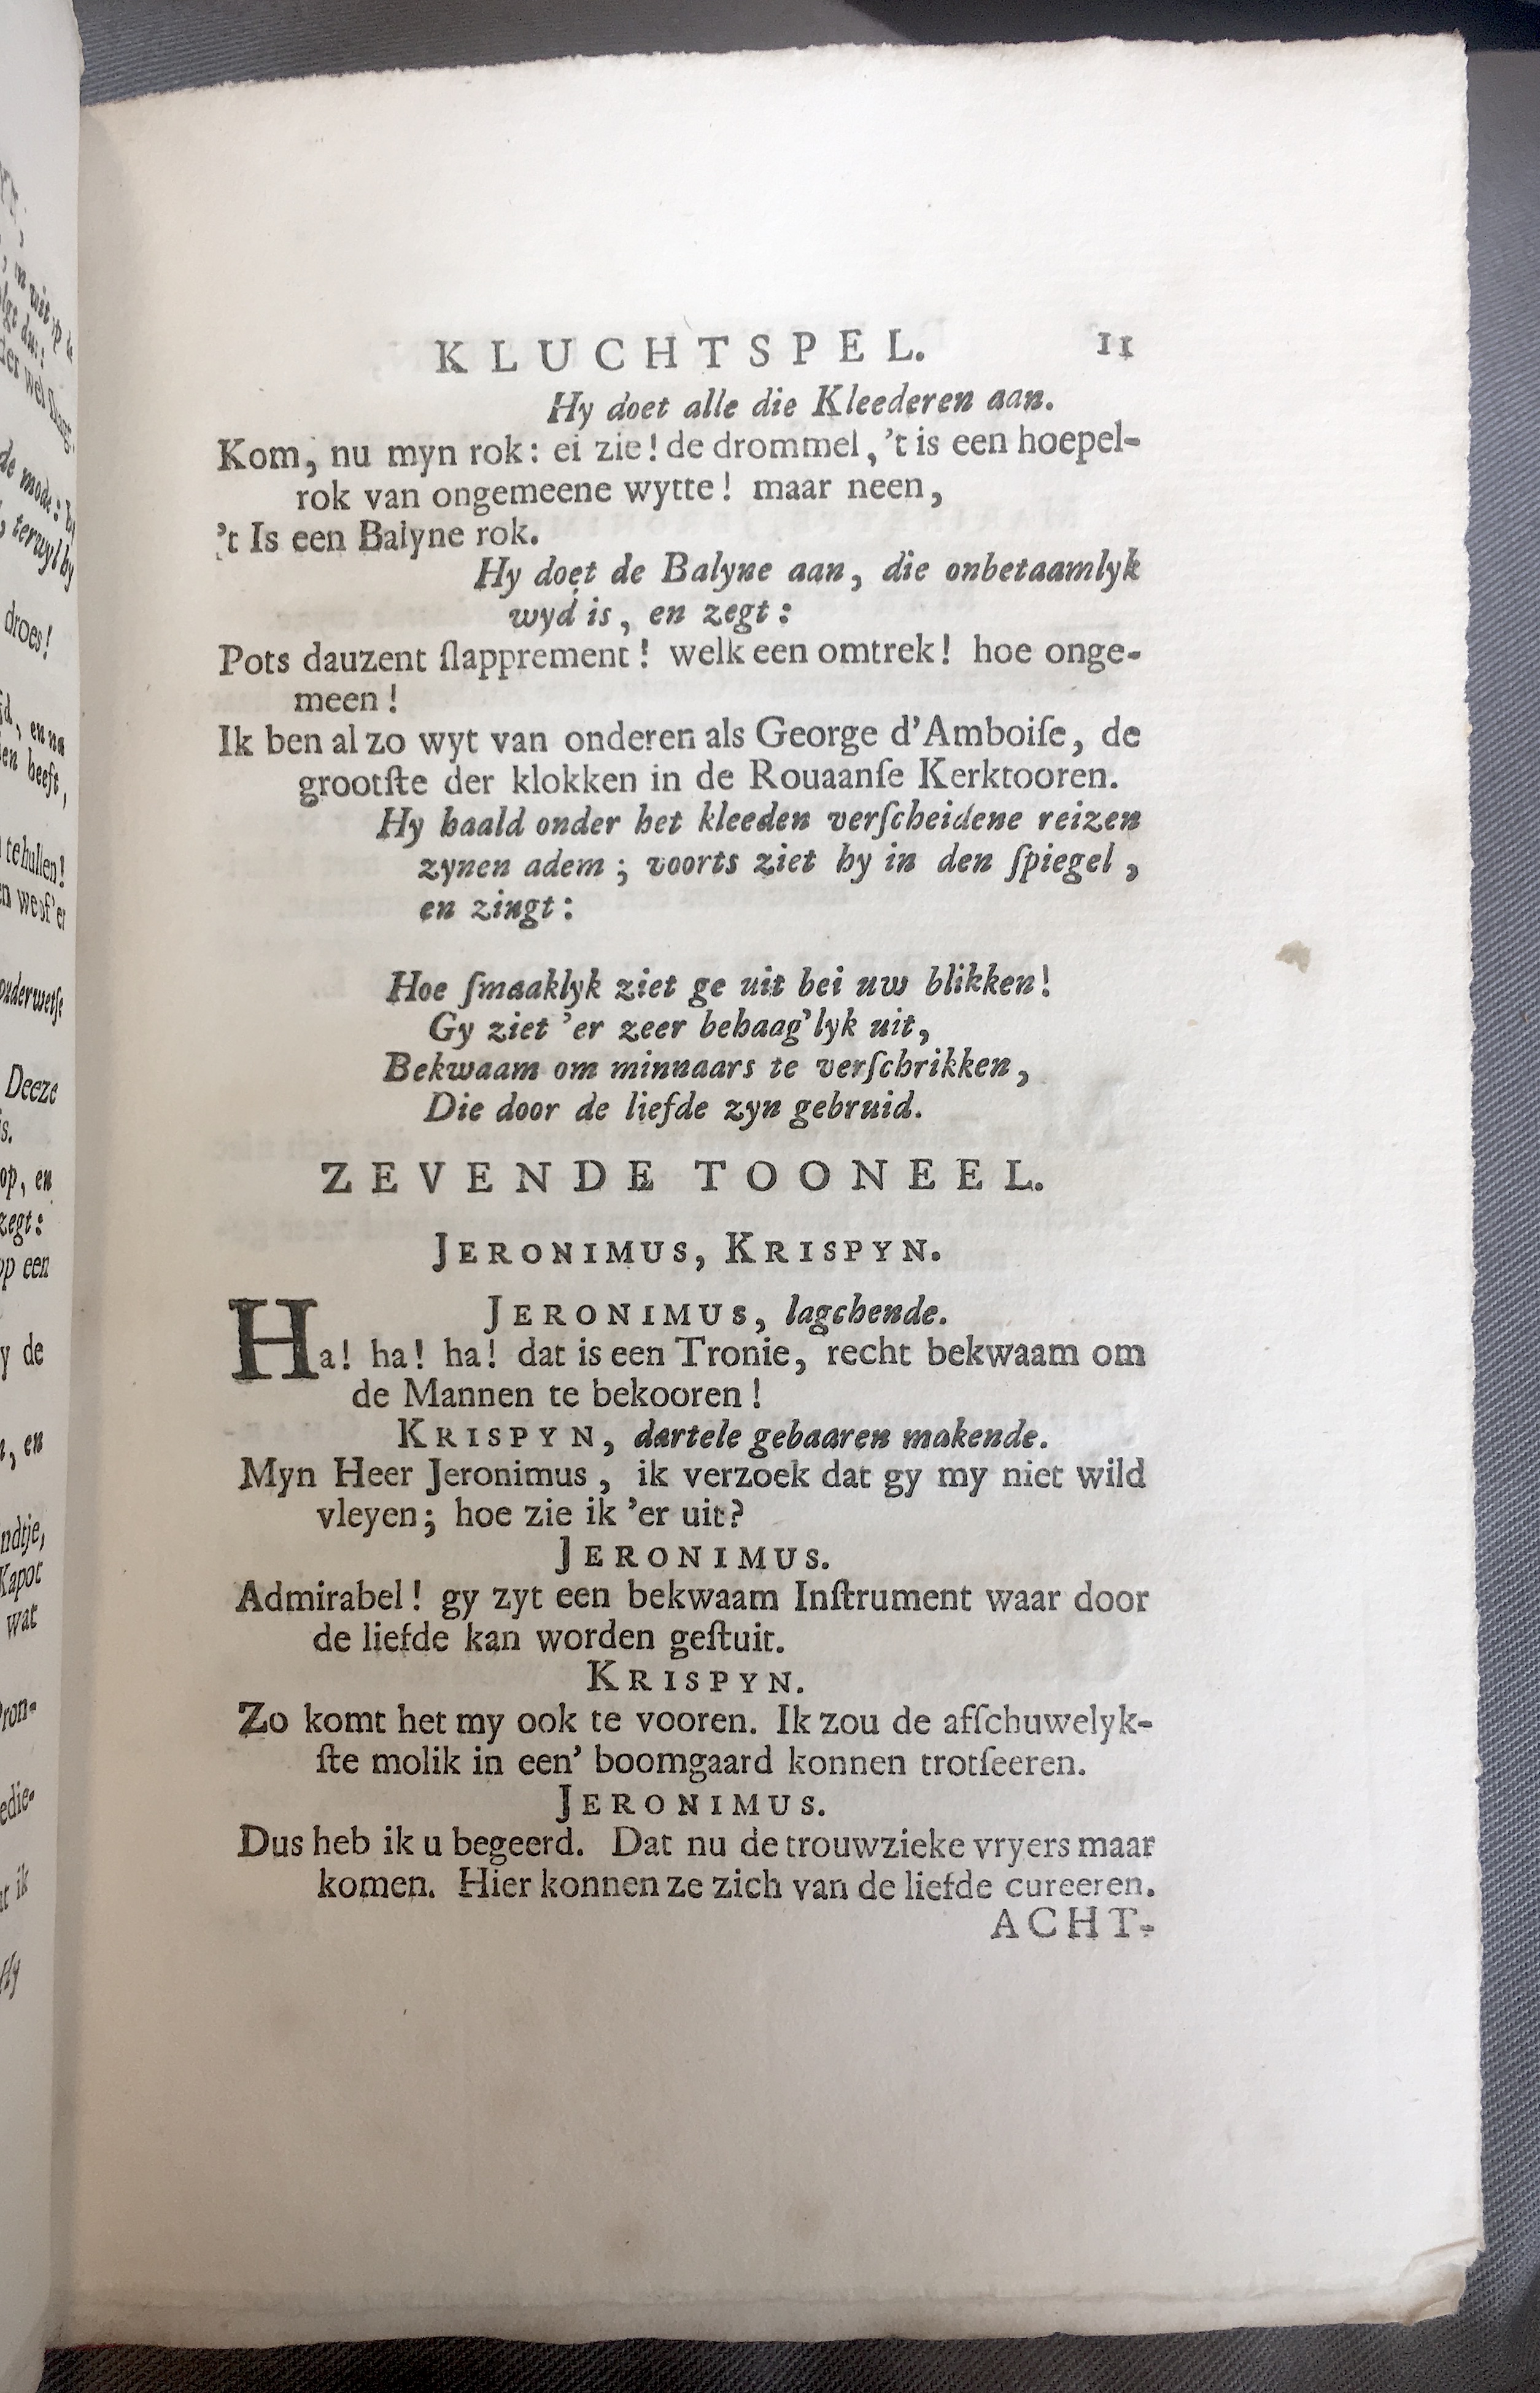 KLUCHTSPEL. 11
Hy doet alle die Kleederen aan.
Kom, nu myn rok: ei zie! de drommel, 't is een hoepel-
rok van ongemeene wytte! maar neen,
't Is een Balyne rok.
Hy doet de Balyne aan, die onbetaamlyk
wyd is, en zegt:
Pots dauzent slapprement! welk een omtrek! hoe onge-
meen!
Ik ben al zo wyt van onderen als George d'Amboiſe, de
grootſte der klokken in de Rouaanſe Kerktooren.
Hy haald onder het kleeden verſcheidene reizen
zynen adem; voorts ziet hy in den ſpiegel,
en zingt:
Hoe ſmaaklyk ziet ge uit bei uw blikken!
Gy ziet 'er zeer behaag'lyk uit,
Bekwaam om minnaars te verſchrikken,
Die door de liefde zyn gebruid.
ZEVENDE TOONEEL.
JERONIMUS, KRISPYN.
JERONIMUS, lagchende.
Ha! ha! ha! dat is een Tronie, recht bekwaam om
de Mannen te bekooren!
KRISPYN, dartele gebaaren makende.
Myn Heer Jeronimus, ik verzoek dat gy my niet wild
vleyen; hoe zie ik 'er uit?
JERONIMUS.
Admirabel! gy zyt een bekwaam Inſtrument waar door
de liefde kan worden geſtuit.
KRISPYN.
Zo komt het my ook te vooren. Ik zou de afſchuwelyk-
ſte molik in een' boomgaard konnen trotſeeren.
JERONIMUS.
Dus heb ik u begeerd. Dat nu de trouwzieke vryers maar
komen. Hier konnen ze zich van de liefde cureeren.
ACHT-